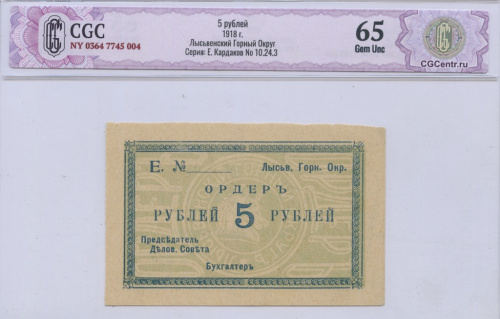 CGC
NY 0364 7745 004
5 рублей
1918 г.
Лысьвенский Горный Округ
Серия: Е. Кардаков No 10.24.3
65
Gem Unc
CGCentr.ru
Е. №
Лысьв, Горн. Окр.
ОРДЕРЪ
РУБЛЕЙ 5 РУБЛЕЙ
Предсѣдатель
Дѣлов. Совѣта
Бухгалтеръ